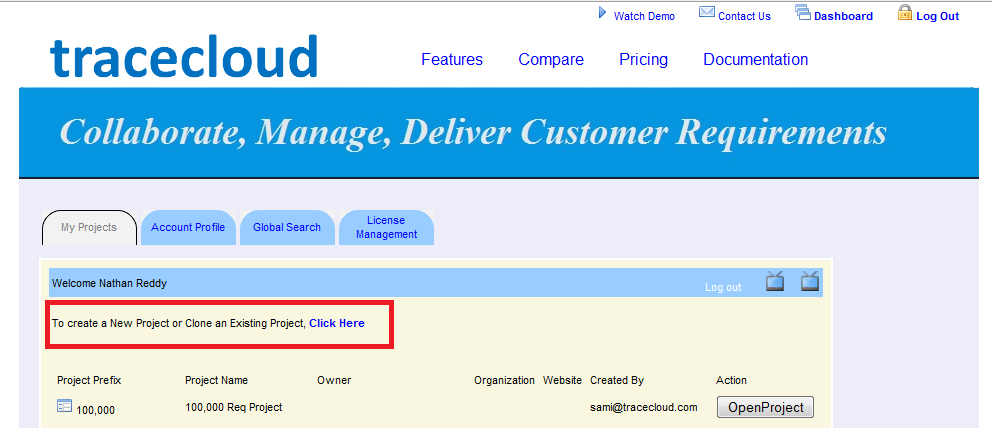 Watch Demo Contact Us Dashboard Log Out
tracecloud
Features Compare Pricing Documentation
Collaborate, Manage, Deliver Customer Requirements
My Projects Account Profile Global Search License Management
Welcome Nathan Reddy Log out
To create a New Project or Clone an Existing Project, Click Here
Project Prefix Project Name Owner Organization Website Created By Action
100,000 100,000 Req Project sami@tracecloud.com OpenProject